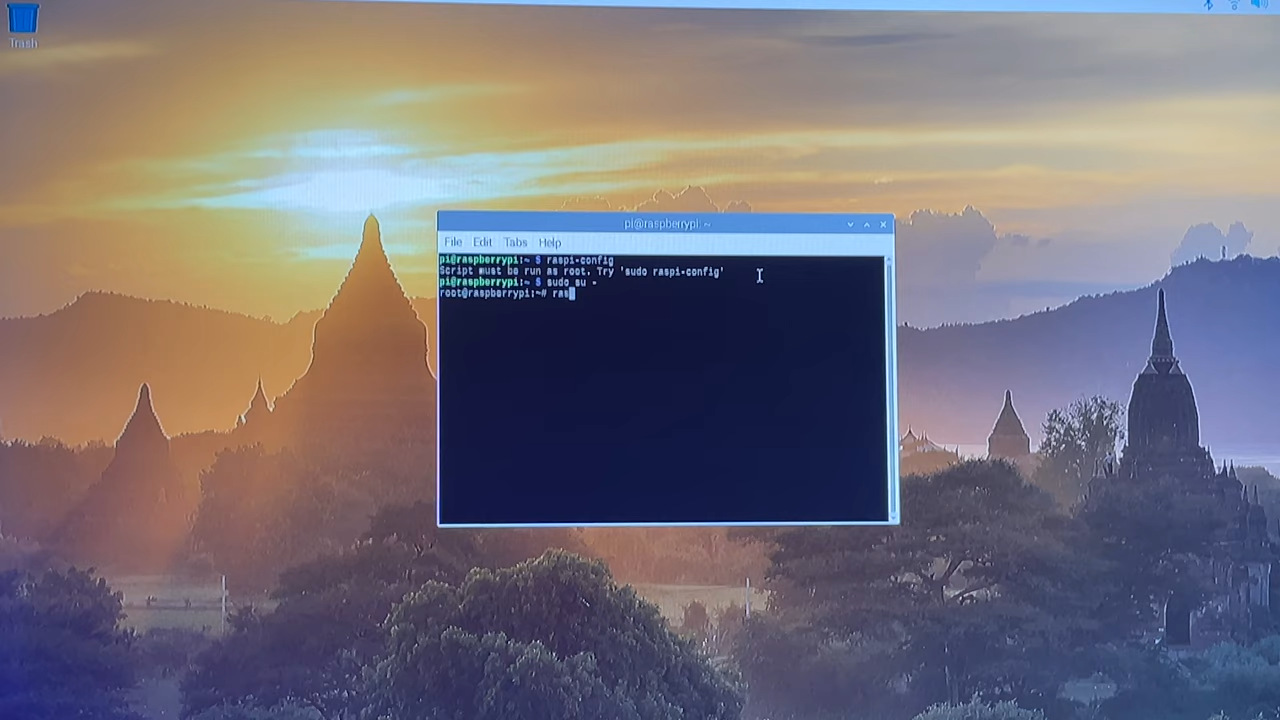 Trash
pi@raspberrypi: ~
File Edit Tabs Help
pi@raspberrypi:~ $ raspi-config
Script must be run as root. Try 'sudo raspi-config'
pi@raspberrypi:~ $ sudo su -
root@raspberrypi:~# ras